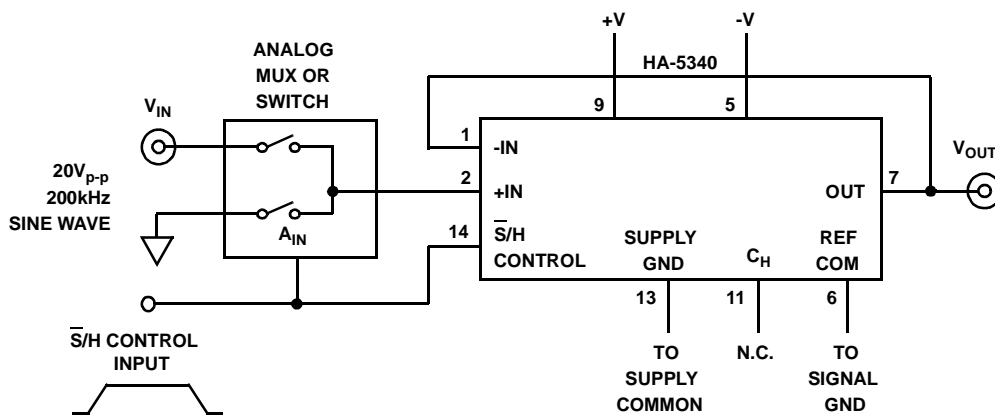 +V
-V
HA-5340
ANALOG
MUX OR
SWITCH
V_IN
20V_p-p
200kHz
SINE WAVE
A_IN
S̅/H CONTROL
INPUT
9
5
1
-IN
2
+IN
14
S̅/H
CONTROL
SUPPLY
GND
C_H
REF
COM
OUT
7
V_OUT
13
11
6
TO
SUPPLY
COMMON
N.C.
TO
SIGNAL
GND